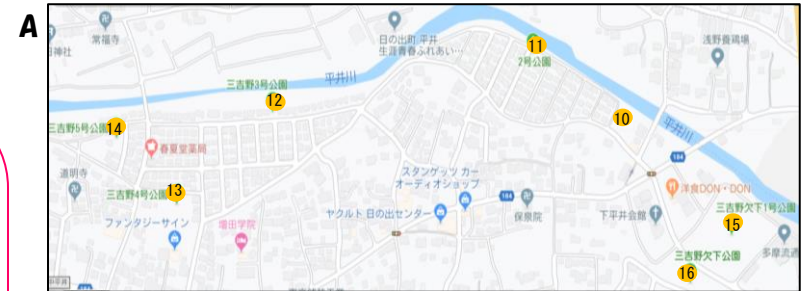 A
常福寺
神社
日の出町 平井
生涯青春ふれあい…
11
2号公園
浅野養鶏場
三吉野3号公園
平井川
12
10
三吉野5号公園
14
春夏堂薬局
平井川
184
道明寺
三吉野4号公園
13
スタンゲッツ カー
オーディオショップ
洋食DON・DON
ファンタジーサイン
増田学院
ヤクルト 日の出センター
184
保泉院
下平井会館
三吉野欠下1号公園
15
三吉野欠下公園
多摩流通
16
184